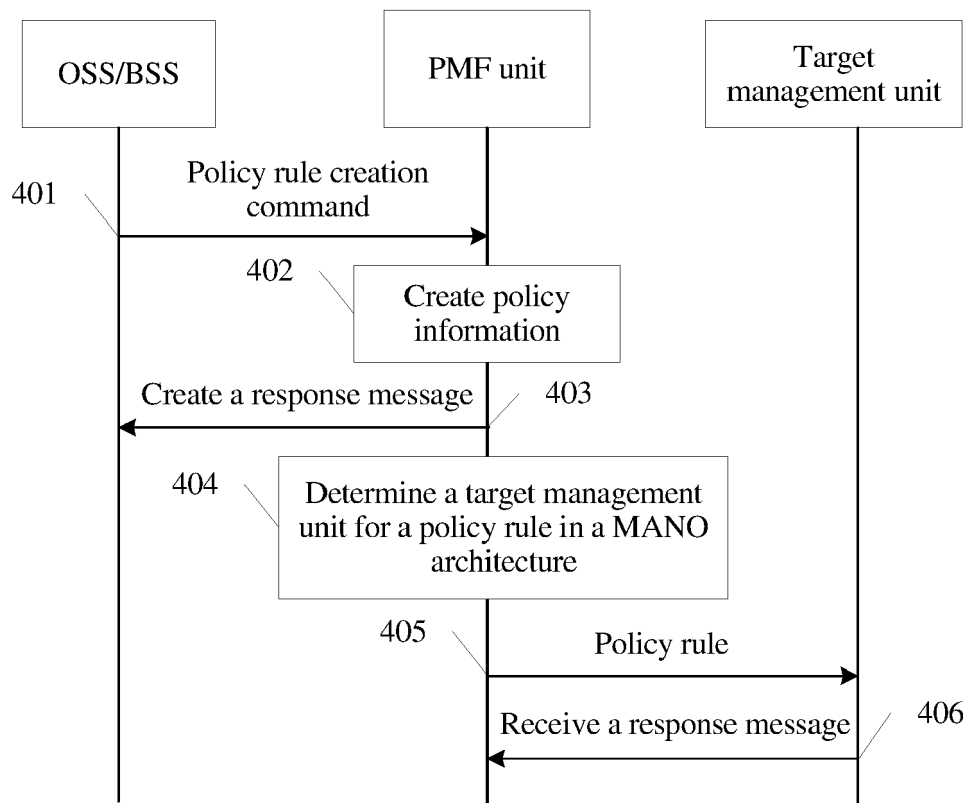 OSS/BSS
PMF unit
Target
management unit
401
Policy rule creation
command
402
Create policy
information
Create a response message
403
404
Determine a target management
unit for a policy rule in a MANO
architecture
405
Policy rule
Receive a response message
406